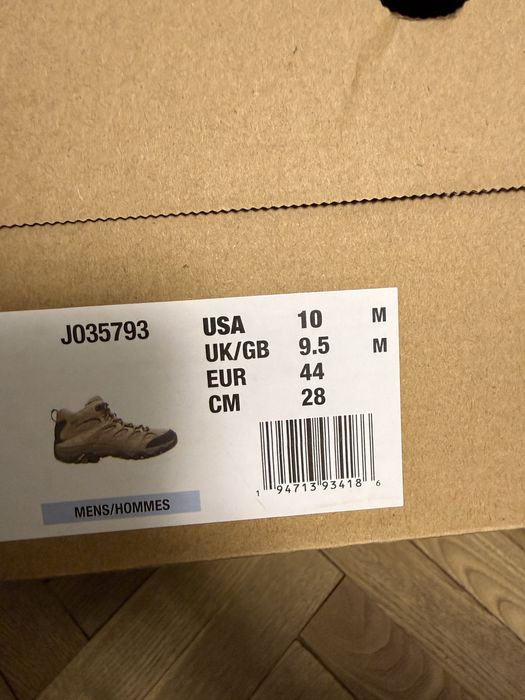 J035793
USA 10 M
UK/GB 9.5 M
EUR 44
CM 28
1 94713 93418 6
MENS/HOMMES